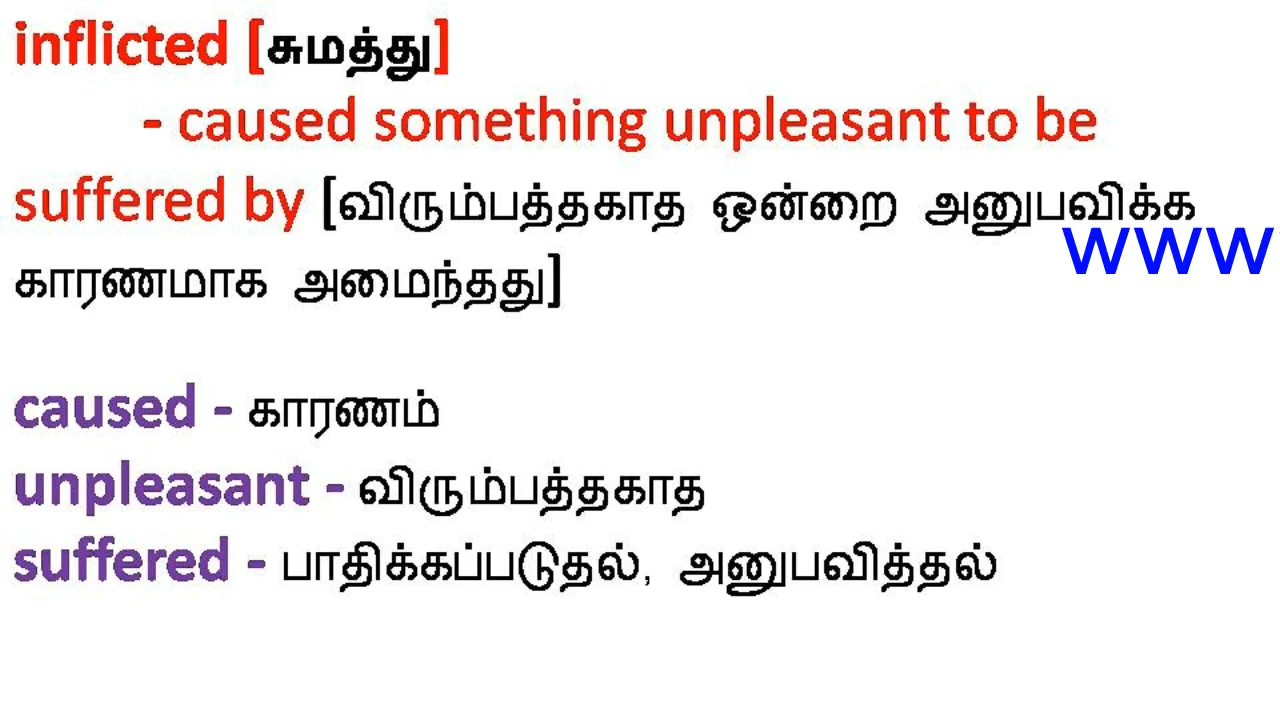 inflicted [சுமத்து]
- caused something unpleasant to be
suffered by [விரும்பத்தகாத ஒன்றை அனுபவிக்க
www
காரணமாக அமைந்தது]
caused - காரணம்
unpleasant - விரும்பத்தகாத
suffered - பாதிக்கப்படுதல், அனுபவித்தல்